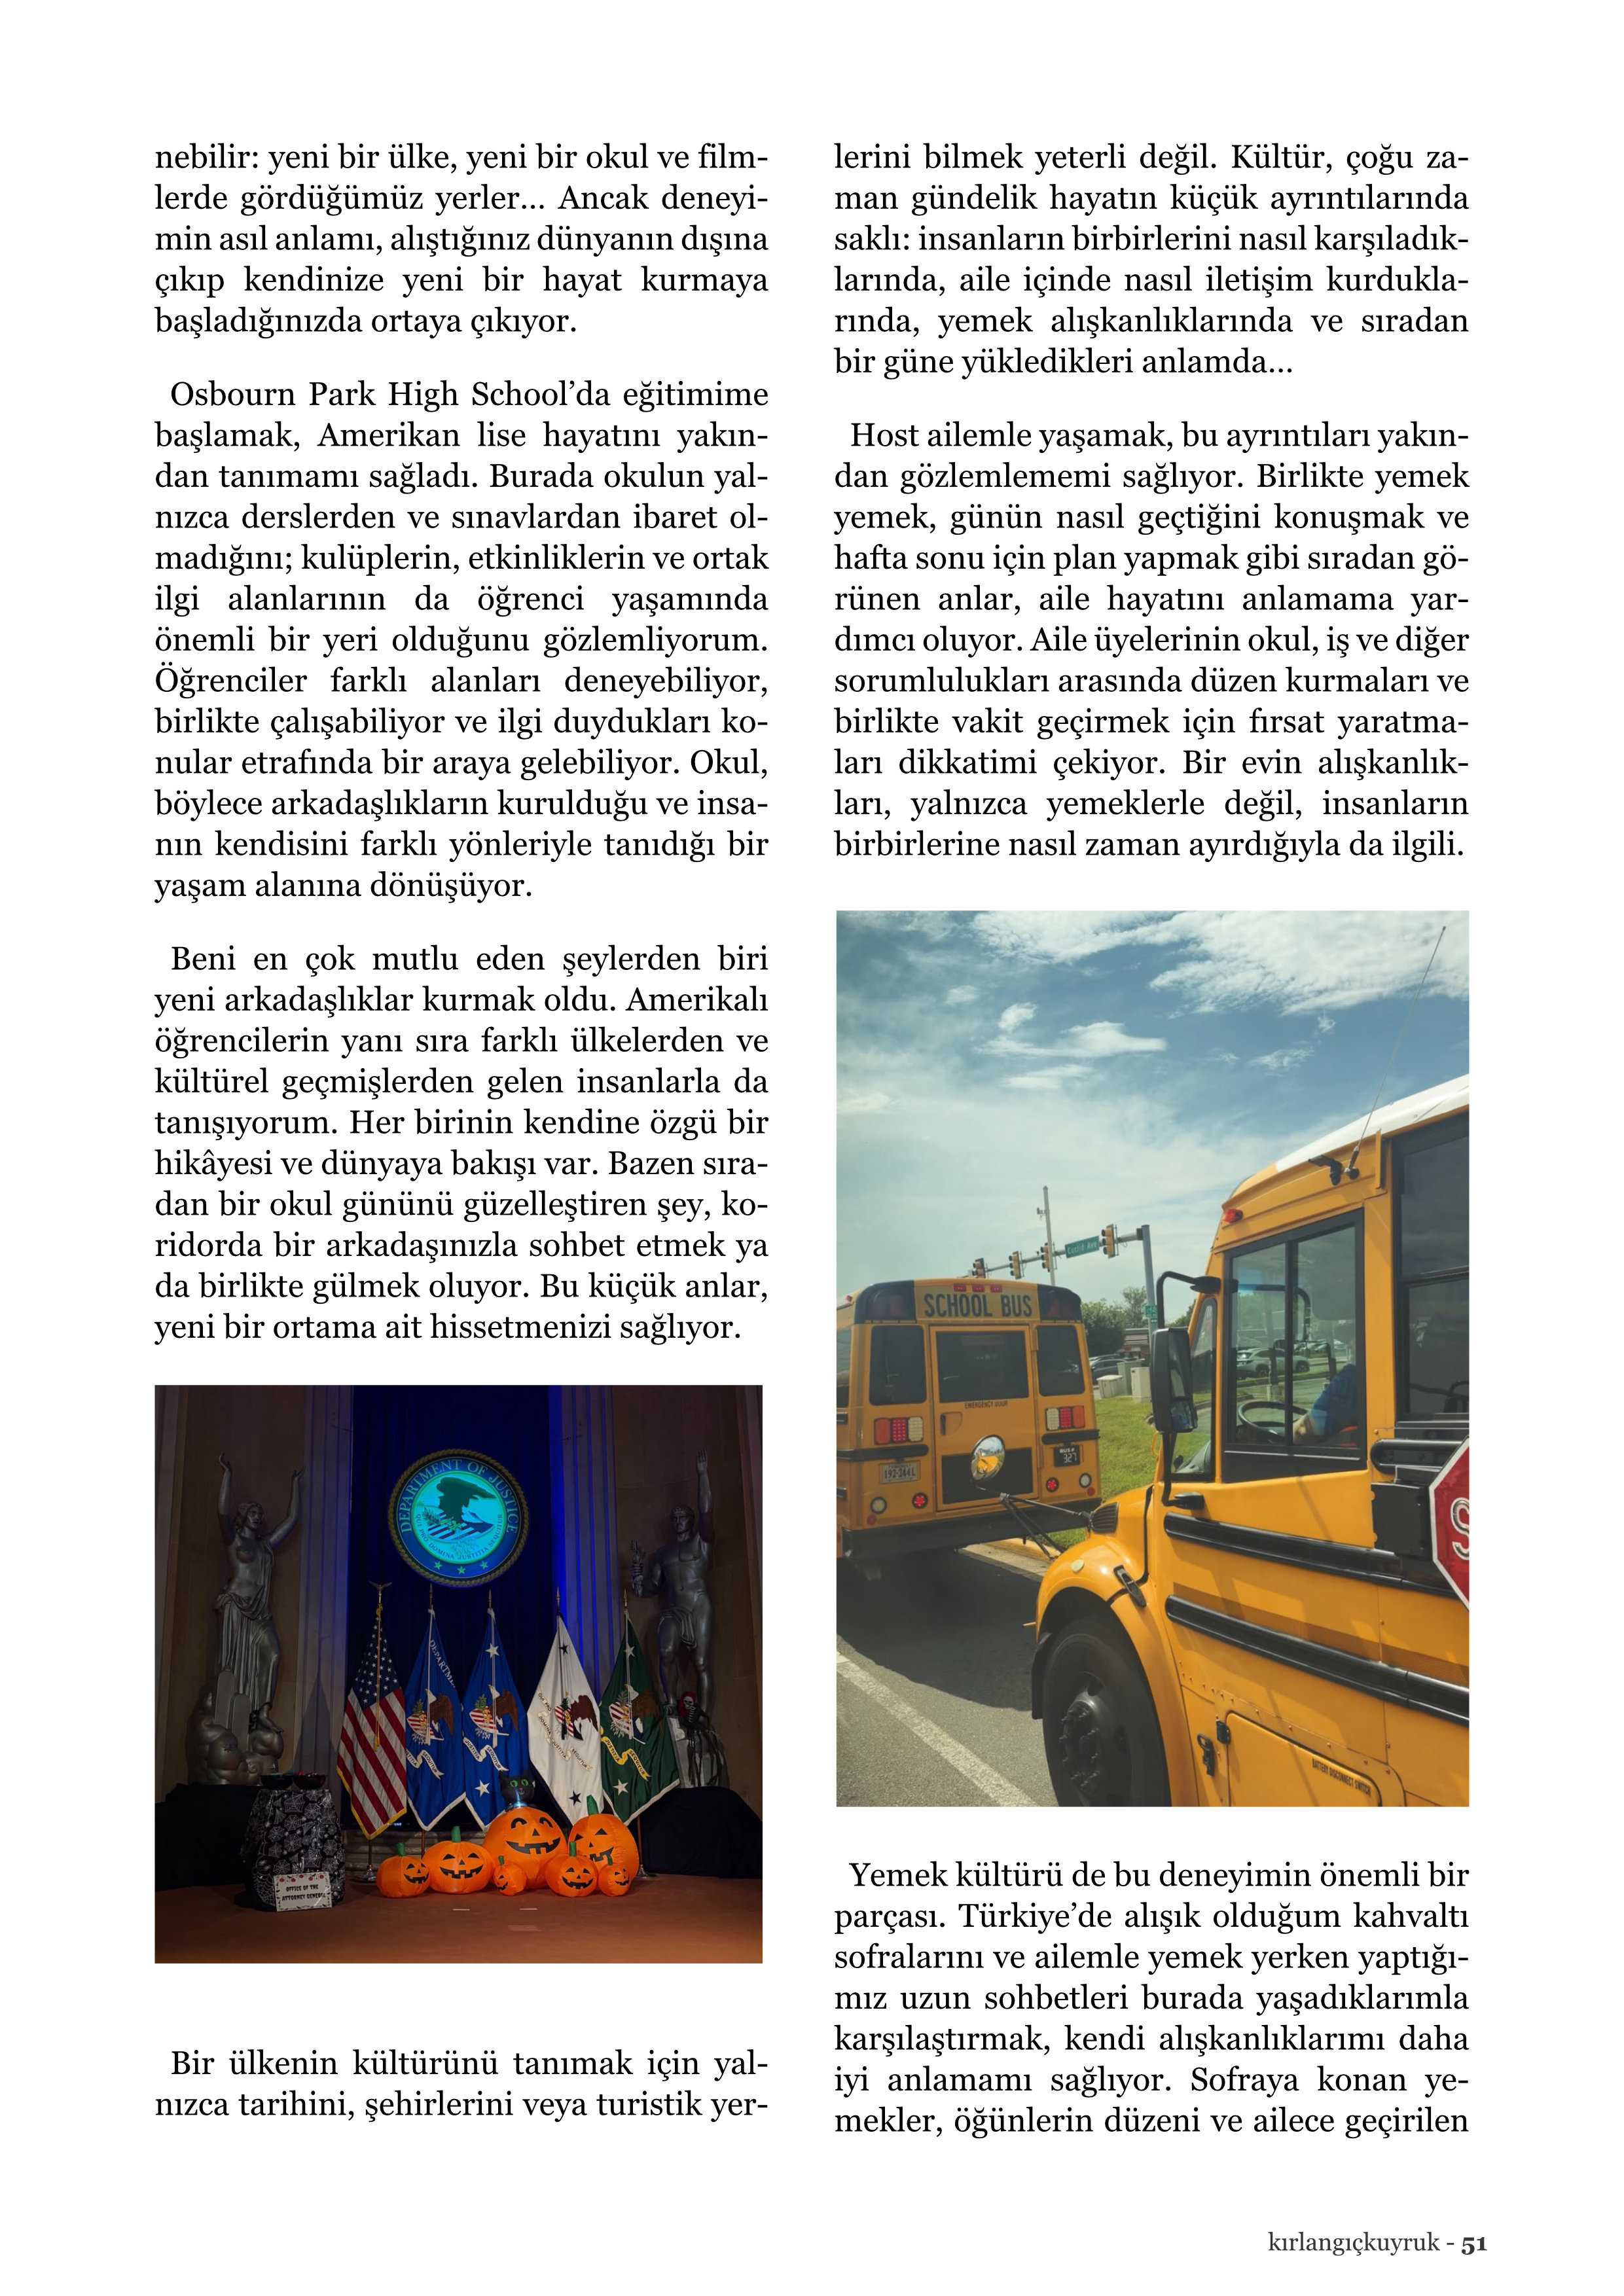 nebilir: yeni bir ülke, yeni bir okul ve film-
lerde gördüğümüz yerler... Ancak deneyi-
min asıl anlamı, alıştığınız dünyanın dışına
çıkıp kendinize yeni bir hayat kurmaya
başladığınızda ortaya çıkıyor.
Osbourn Park High School’da eğitimime
başlamak, Amerikan lise hayatını yakın-
dan tanımamı sağladı. Burada okulun yal-
nızca derslerden ve sınavlardan ibaret ol-
madığını; kulüplerin, etkinliklerin ve ortak
ilgi alanlarının da öğrenci yaşamında
önemli bir yeri olduğunu gözlemliyorum.
Öğrenciler farklı alanları deneyebiliyor,
birlikte çalışabiliyor ve ilgi duydukları ko-
nular etrafında bir araya gelebiliyor. Okul,
böylece arkadaşlıkların kurulduğu ve insa-
nın kendisini farklı yönleriyle tanıdığı bir
yaşam alanına dönüşüyor.
Beni en çok mutlu eden şeylerden biri
yeni arkadaşlıklar kurmak oldu. Amerikalı
öğrencilerin yanı sıra farklı ülkelerden ve
kültürel geçmişlerden gelen insanlarla da
tanışıyorum. Her birinin kendine özgü bir
hikâyesi ve dünyaya bakışı var. Bazen sıra-
dan bir okul gününü güzelleştiren şey, ko-
ridorda bir arkadaşınızla sohbet etmek ya
da birlikte gülmek oluyor. Bu küçük anlar,
yeni bir ortama ait hissetmenizi sağlıyor.
DEPARTMENT OF JUSTICE
DEPARTM
OFFICE OF THE
ATTORNEY GENERAL
Bir ülkenin kültürünü tanımak için yal-
nızca tarihini, şehirlerini veya turistik yer-
lerini bilmek yeterli değil. Kültür, çoğu za-
man gündelik hayatın küçük ayrıntılarında
saklı: insanların birbirlerini nasıl karşıladık-
larında, aile içinde nasıl iletişim kurdukla-
rında, yemek alışkanlıklarında ve sıradan
bir güne yükledikleri anlamda...
Host ailemle yaşamak, bu ayrıntıları yakın-
dan gözlemlememi sağlıyor. Birlikte yemek
yemek, günün nasıl geçtiğini konuşmak ve
hafta sonu için plan yapmak gibi sıradan gö-
rünen anlar, aile hayatını anlamama yar-
dımcı oluyor. Aile üyelerinin okul, iş ve diğer
sorumlulukları arasında düzen kurmaları ve
birlikte vakit geçirmek için fırsat yaratma-
ları dikkatimi çekiyor. Bir evin alışkanlık-
ları, yalnızca yemeklerle değil, insanların
birbirlerine nasıl zaman ayırdığıyla da ilgili.
SCHOOL BUS
EMERGENCY DOOR
BUS #
327
BATTERY DISCONNECT SWITCH
Yemek kültürü de bu deneyimin önemli bir
parçası. Türkiye’de alışık olduğum kahvaltı
sofralarını ve ailemle yemek yerken yaptığı-
mız uzun sohbetleri burada yaşadıklarımla
karşılaştırmak, kendi alışkanlıklarımı daha
iyi anlamamı sağlıyor. Sofraya konan ye-
mekler, öğünlerin düzeni ve ailece geçirilen
kırlangıçkuyruk - 51